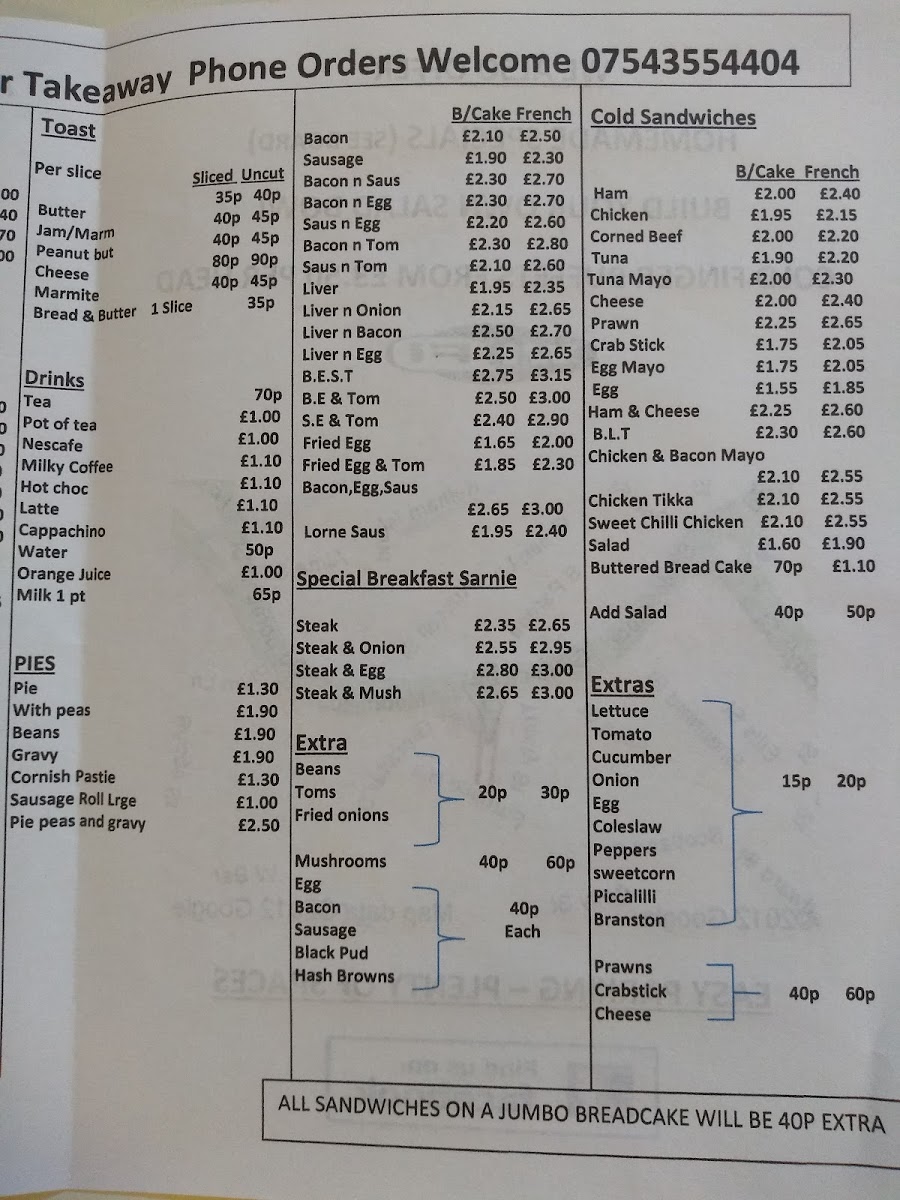 r Takeaway Phone Orders Welcome 07543554404
00
40
70
00
Toast
Per slice
Sliced Uncut
35p 40p
Butter 40p 45p
Jam/Marm 40p 45p
Peanut but 80p 90p
Cheese 40p 45p
Marmite 35p
Bread & Butter 1 Slice
Drinks
Tea 70p
Pot of tea £1.00
Nescafe £1.00
Milky Coffee £1.10
Hot choc £1.10
Latte £1.10
Cappachino £1.10
Water 50p
Orange Juice £1.00
Milk 1 pt 65p
PIES
Pie £1.30
With peas £1.90
Beans £1.90
Gravy £1.90
Cornish Pastie £1.30
Sausage Roll Lrge £1.00
Pie peas and gravy £2.50
B/Cake French
Bacon £2.10 £2.50
Sausage £1.90 £2.30
Bacon n Saus £2.30 £2.70
Bacon n Egg £2.30 £2.70
Saus n Egg £2.20 £2.60
Bacon n Tom £2.30 £2.80
Saus n Tom £2.10 £2.60
Liver £1.95 £2.35
Liver n Onion £2.15 £2.65
Liver n Bacon £2.50 £2.70
Liver n Egg £2.25 £2.65
B.E.S.T £2.75 £3.15
B.E & Tom £2.50 £3.00
S.E & Tom £2.40 £2.90
Fried Egg £1.65 £2.00
Fried Egg & Tom £1.85 £2.30
Bacon,Egg,Saus
£2.65 £3.00
Lorne Saus £1.95 £2.40
Special Breakfast Sarnie
Steak £2.35 £2.65
Steak & Onion £2.55 £2.95
Steak & Egg £2.80 £3.00
Steak & Mush £2.65 £3.00
Extra
Beans
Toms 20p 30p
Fried onions
Mushrooms 40p 60p
Egg
Bacon 40p
Sausage Each
Black Pud
Hash Browns
Cold Sandwiches
B/Cake French
Ham £2.00 £2.40
Chicken £1.95 £2.15
Corned Beef £2.00 £2.20
Tuna £1.90 £2.20
Tuna Mayo £2.00 £2.30
Cheese £2.00 £2.40
Prawn £2.25 £2.65
Crab Stick £1.75 £2.05
Egg Mayo £1.75 £2.05
Egg £1.55 £1.85
Ham & Cheese £2.25 £2.60
B.L.T £2.30 £2.60
Chicken & Bacon Mayo
£2.10 £2.55
Chicken Tikka £2.10 £2.55
Sweet Chilli Chicken £2.10 £2.55
Salad £1.60 £1.90
Buttered Bread Cake 70p £1.10
Add Salad 40p 50p
Extras
Lettuce
Tomato
Cucumber
Onion 15p 20p
Egg
Coleslaw
Peppers
sweetcorn
Piccalilli
Branston
Prawns
Crabstick 40p 60p
Cheese
ALL SANDWICHES ON A JUMBO BREADCAKE WILL BE 40P EXTRA